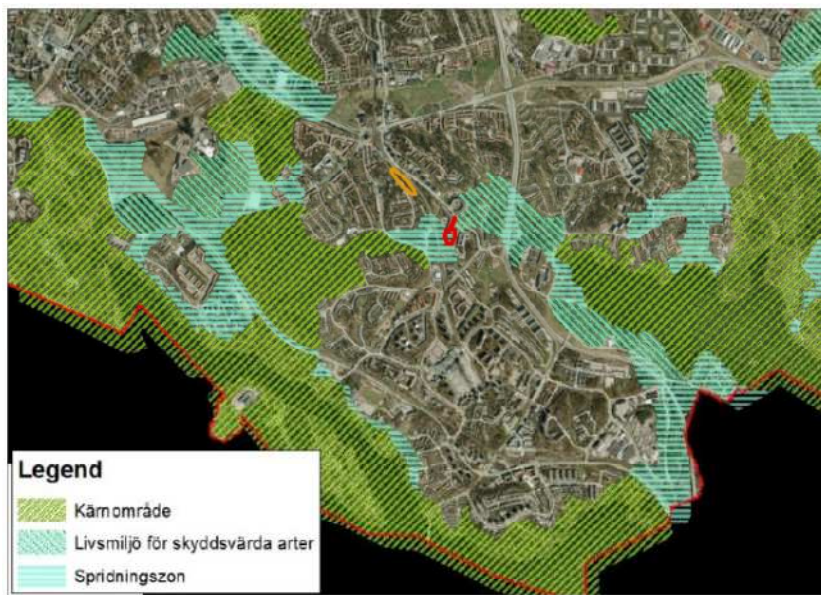 6
Legend
Kärnområde
Livsmiljö för skyddsvärda arter
Spridningszon